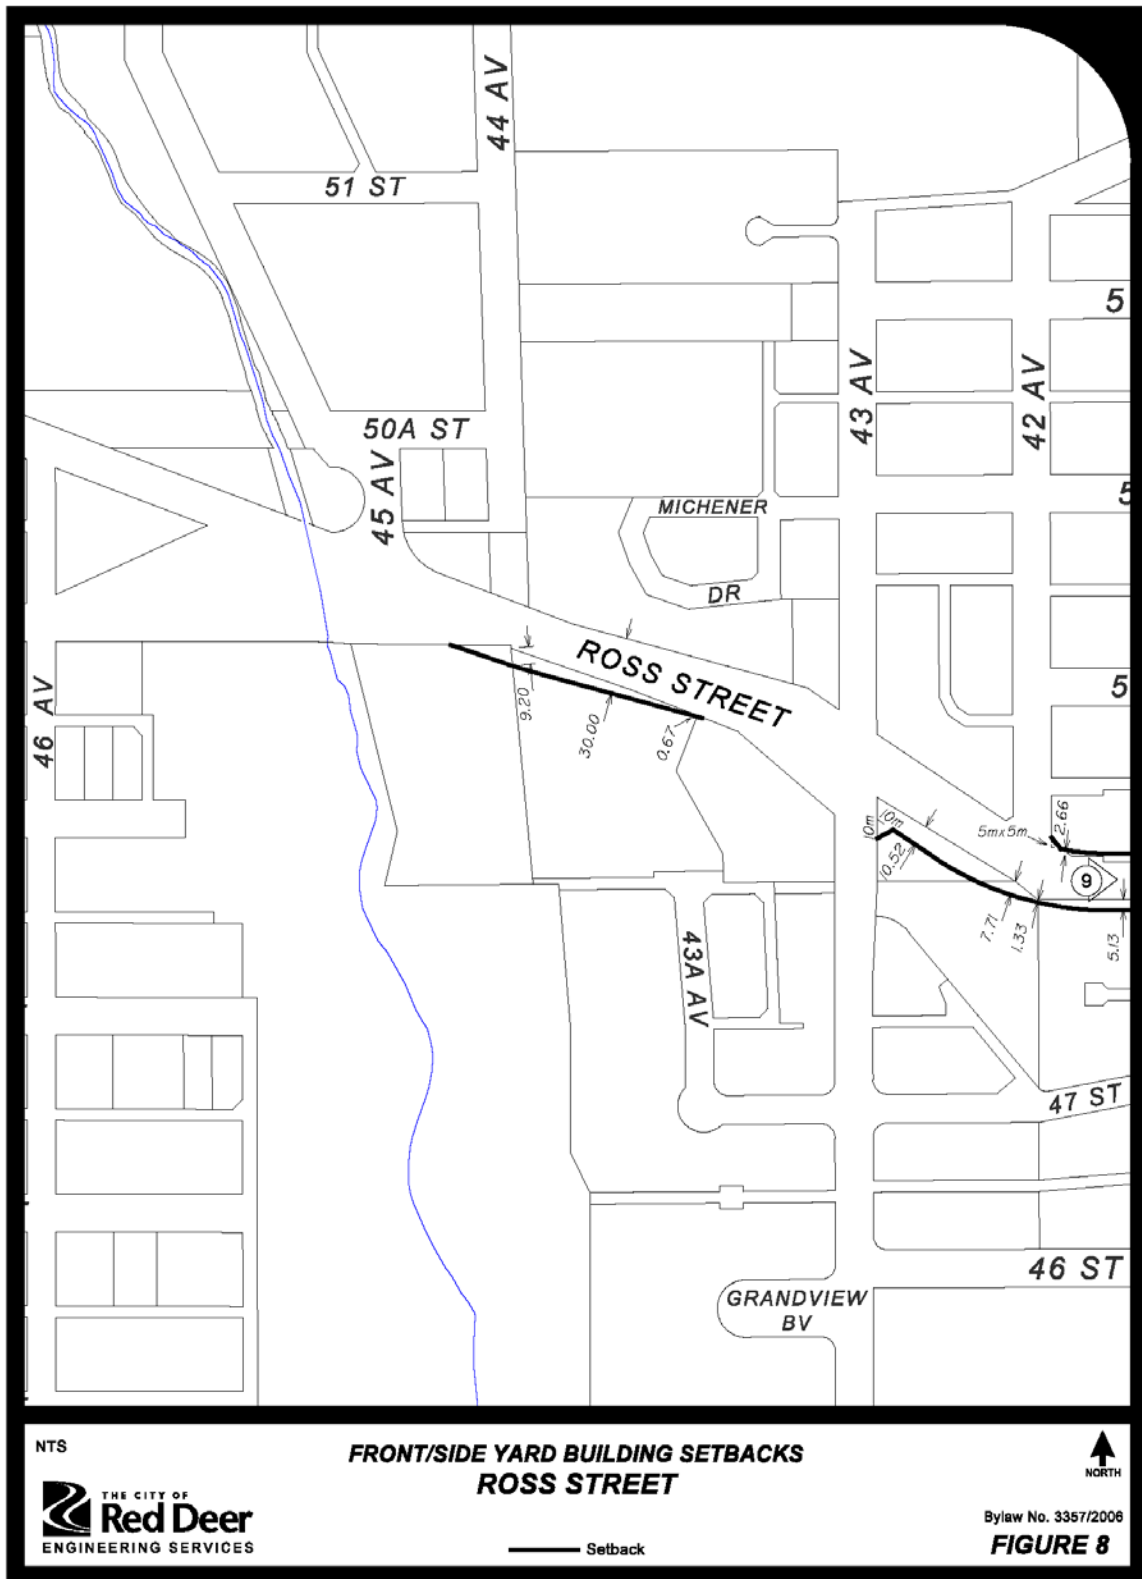 44 AV
51 ST
5
43 AV
42 AV
50A ST
45 AV
5
MICHENER
DR
ROSS STREET
46 AV
9.20
30.00
0.67
5
10m
10m
10.52
5mx5m
2.66
9
7.71
1.33
5.13
43A AV
47 ST
46 ST
GRANDVIEW
BV
NTS
FRONT/SIDE YARD BUILDING SETBACKS
ROSS STREET
NORTH
THE CITY OF
Red Deer
ENGINEERING SERVICES
Setback
Bylaw No. 3357/2006
FIGURE 8